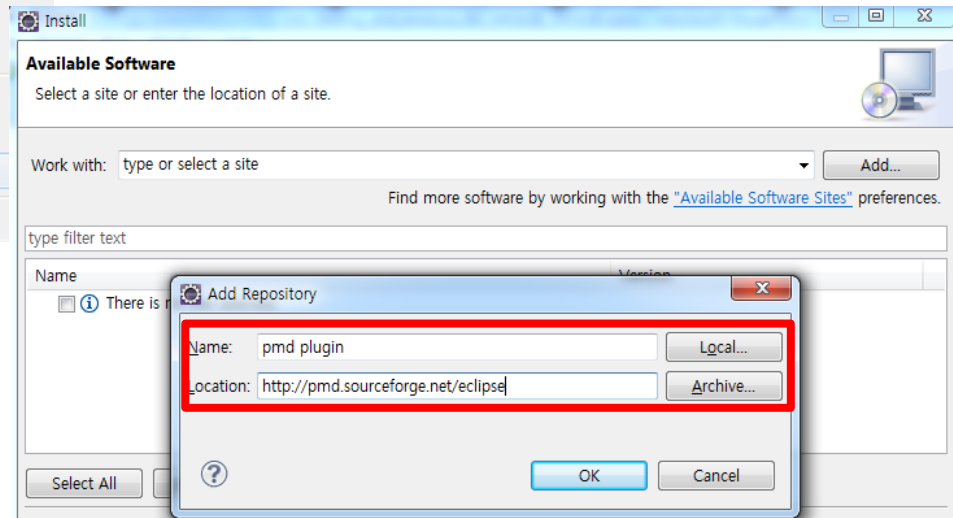 Install
Available Software
Select a site or enter the location of a site.
Work with: type or select a site Add...
Find more software by working with the "Available Software Sites" preferences.
type filter text
Name Version
There is
Add Repository
Name: pmd plugin Local...
Location: http://pmd.sourceforge.net/eclipse Archive...
Select All OK Cancel